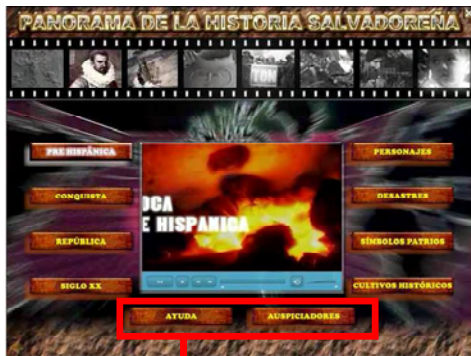 PANORAMA DE LA HISTORIA SALVADOREÑA
PRE HISPÁNICA
CONQUISTA
REPÚBLICA
SIGLO XX
OCA
E HISPANICA
PERSONAJES
DESASTRES
SÍMBOLOS PATRIOS
CULTIVOS HISTÓRICOS
AYUDA
AUSPICIADORES